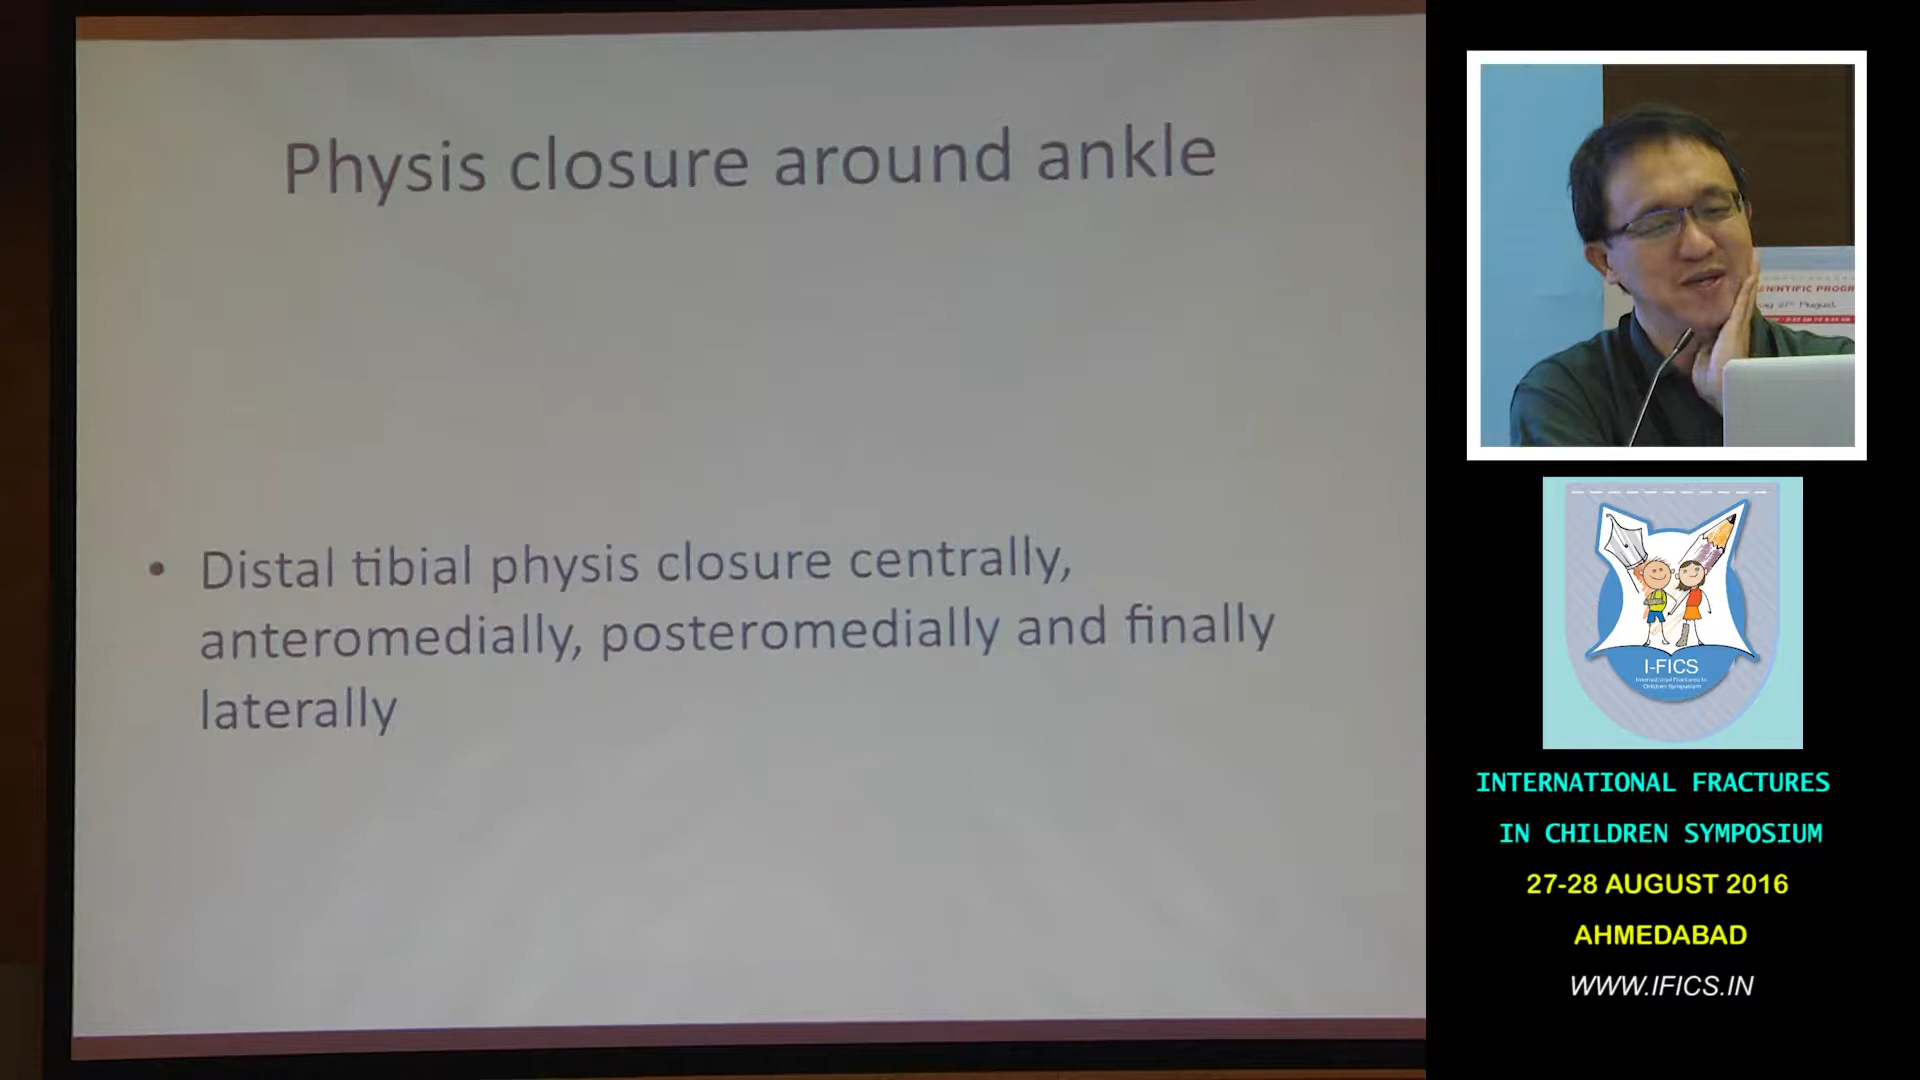 Physis closure around ankle
• Distal tibial physis closure centrally,
anteromedially, posteromedially and finally
laterally
I-FICS
International Fractures In
Children Symposium
INTERNATIONAL FRACTURES
IN CHILDREN SYMPOSIUM
27-28 AUGUST 2016
AHMEDABAD
WWW.IFICS.IN